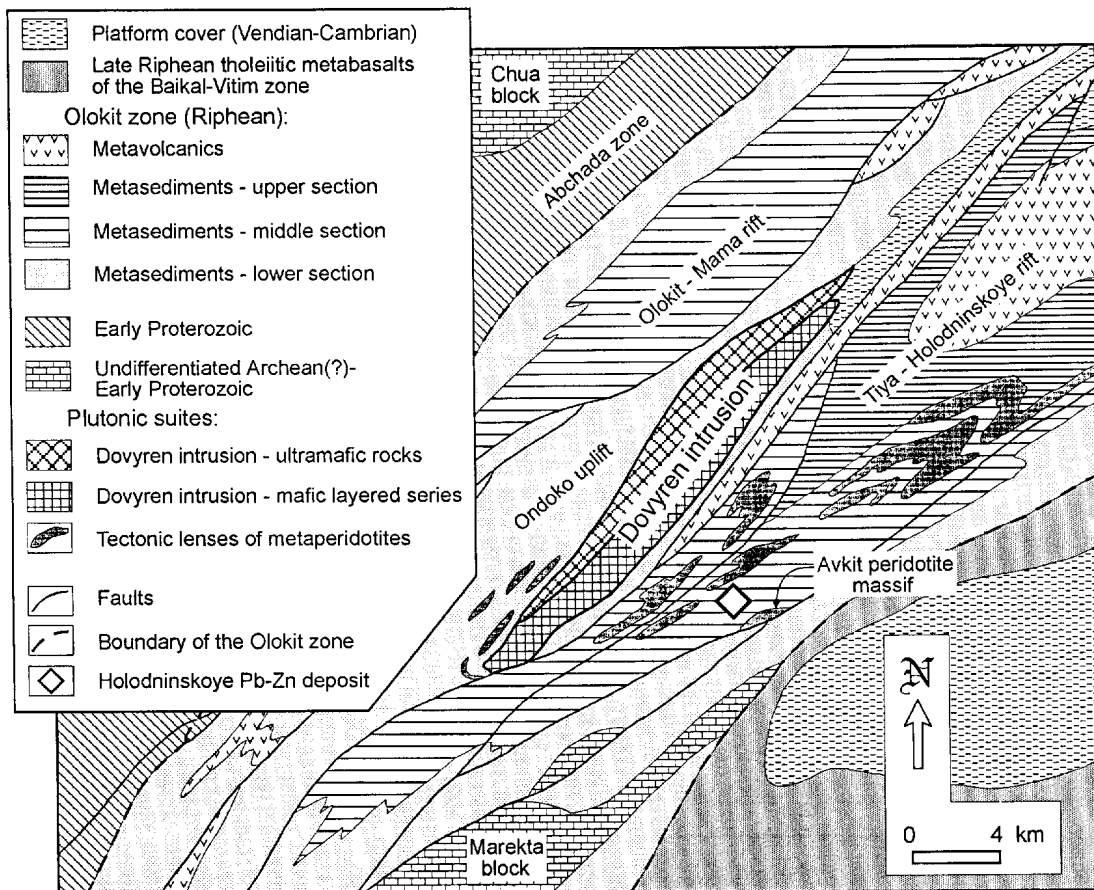 Platform cover (Vendian-Cambrian)
Late Riphean tholeiitic metabasalts
of the Baikal-Vitim zone
Olokit zone (Riphean):
Metavolcanics
Metasediments - upper section
Metasediments - middle section
Metasediments - lower section
Early Proterozoic
Undifferentiated Archean(?)-
Early Proterozoic
Plutonic suites:
Dovyren intrusion - ultramafic rocks
Dovyren intrusion - mafic layered series
Tectonic lenses of metaperidotites
Faults
Boundary of the Olokit zone
Holodninskoye Pb-Zn deposit
Chua
block
Abchada zone
Olokit - Mama rift
Tiya - Holodninskoye rift
Dovyren intrusion
Ondoko uplift
Avkit peridotite
massif
Marekta
block
N
0 4 km